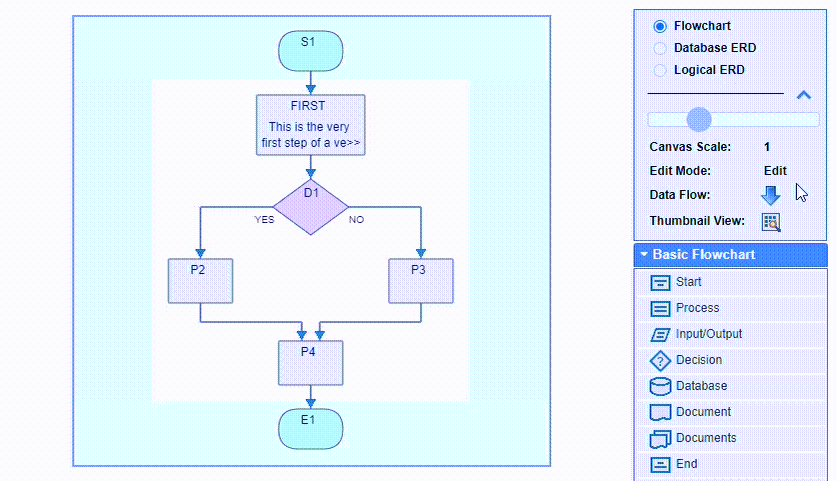 S1
FIRST
This is the very
first step of a ve>>
D1
YES
NO
P2
P3
P4
E1
Flowchart
Database ERD
Logical ERD
Canvas Scale: 1
Edit Mode: Edit
Data Flow:
Thumbnail View:
Basic Flowchart
Start
Process
Input/Output
? Decision
Database
Document
Documents
End